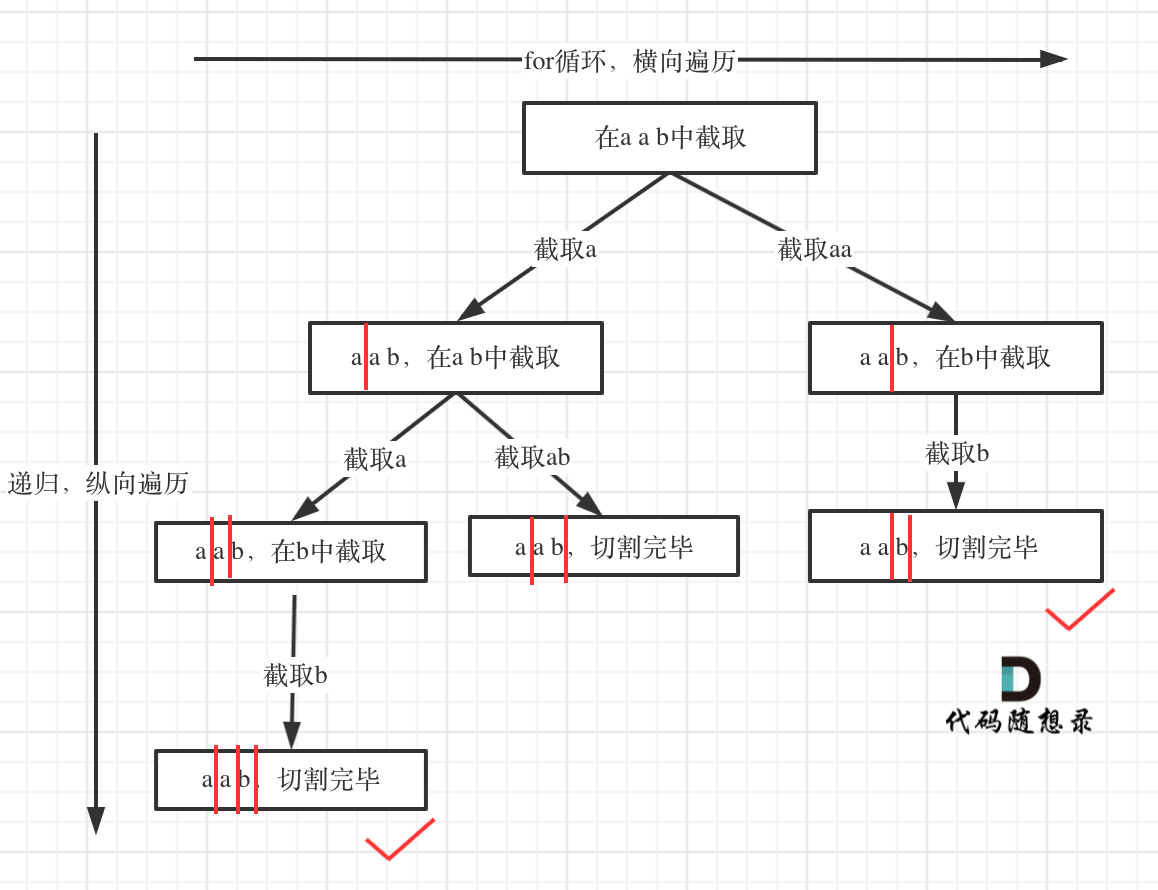 for循环，横向遍历
在a a b中截取
截取a
截取aa
a a b，在a b中截取
a a b，在b中截取
截取a
截取ab
截取b
递归，纵向遍历
a a b，在b中截取
a a b，切割完毕
a a b，切割完毕
截取b
代码随想录
a a b，切割完毕